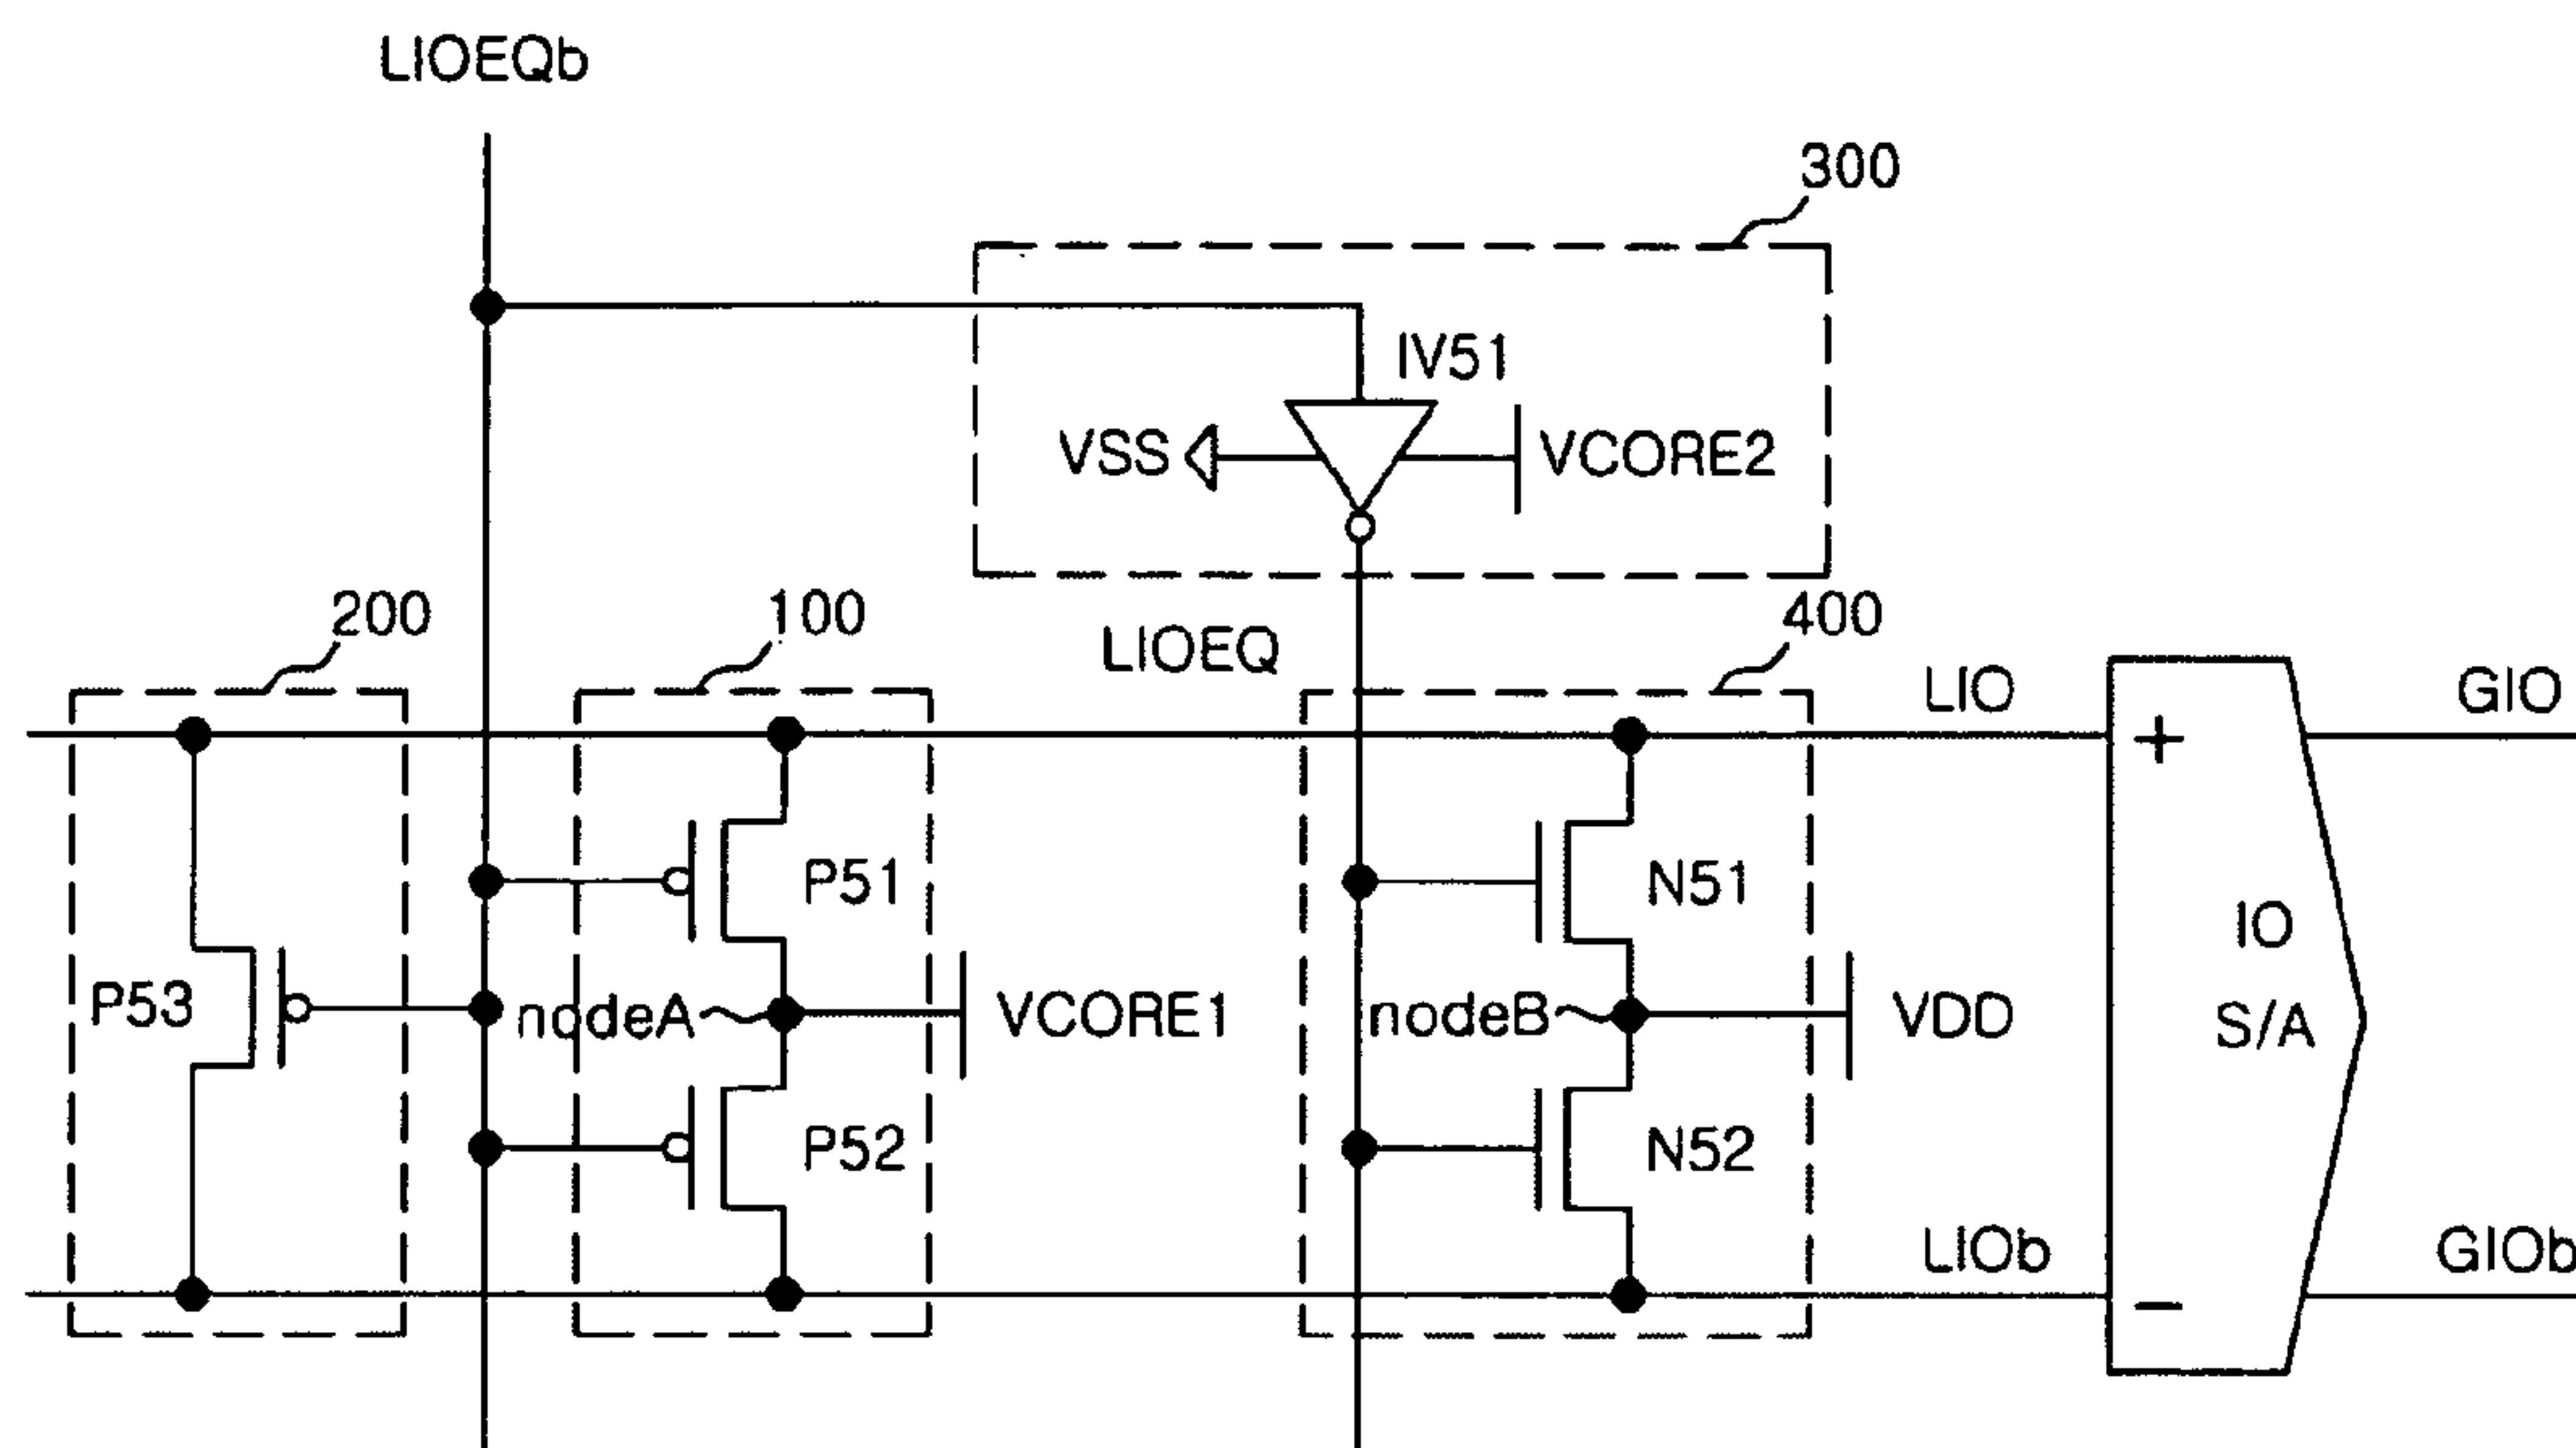 LIOEQb
300
IV51
VSS
VCORE2
200
100
LIOEQ
400
LIO
GIO
+
P51
N51
IO
S/A
P53
nodeA
VCORE1
nodeB
VDD
P52
N52
LIOb
GIOb
−